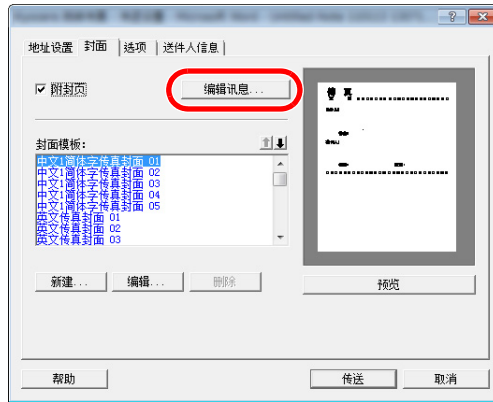 地址设置 封面 选项 送件人信息
附封页
编辑讯息...
封面模板:
中文1简体字传真封面 01
中文1简体字传真封面 02
中文1简体字传真封面 03
中文1简体字传真封面 04
中文1简体字传真封面 05
英文传真封面 01
英文传真封面 02
英文传真封面 03
传 真
新建... 编辑... 删除
预览
帮助 传送 取消